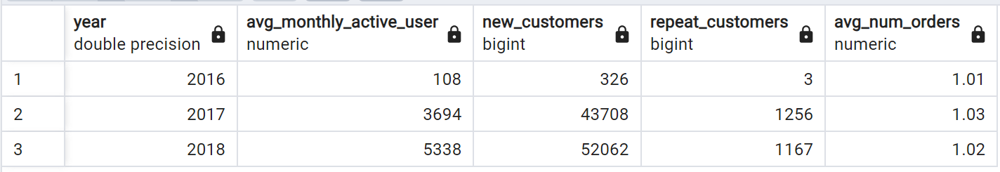 year avg_monthly_active_user new_customers repeat_customers avg_num_orders
double precision numeric bigint bigint numeric
1 2016 108 326 3 1.01
2 2017 3694 43708 1256 1.03
3 2018 5338 52062 1167 1.02